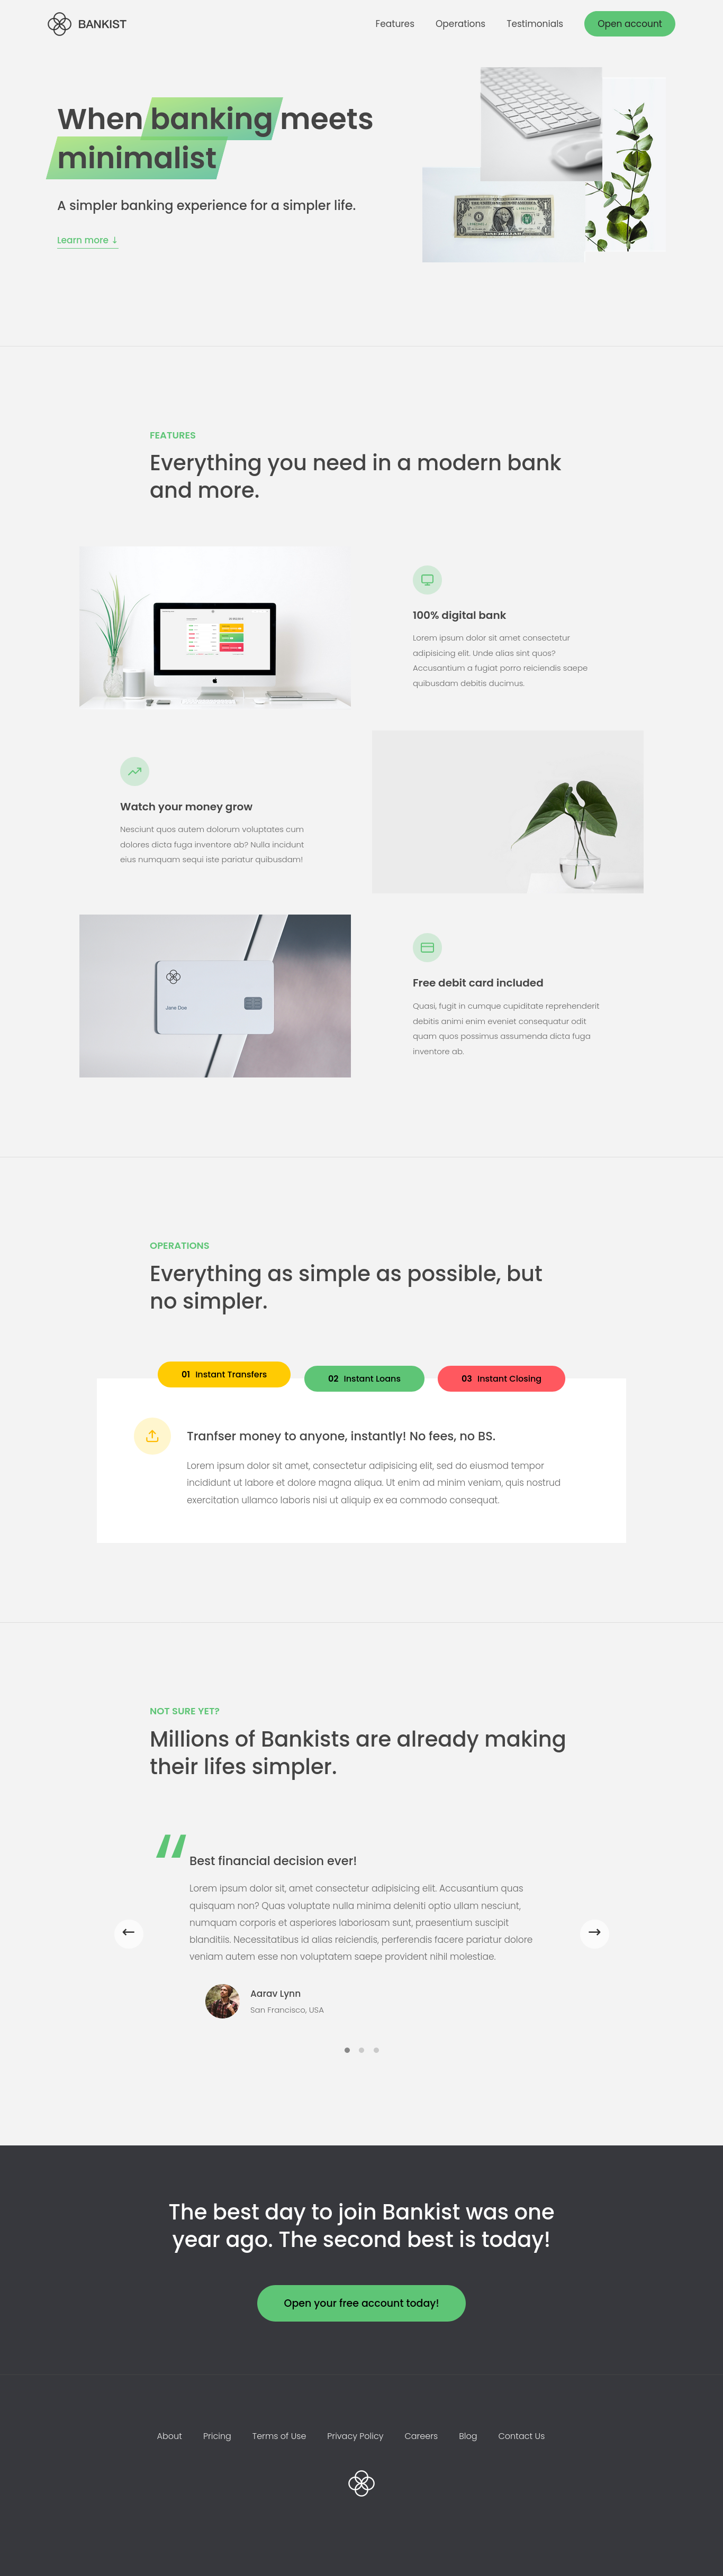 BANKIST
Features
Operations
Testimonials
Open account
When banking meets
minimalist
A simpler banking experience for a simpler life.
Learn more ↓
FEATURES
Everything you need in a modern bank
and more.
100% digital bank
Lorem ipsum dolor sit amet consectetur
adipisicing elit. Unde alias sint quos?
Accusantium a fugiat porro reiciendis saepe
quibusdam debitis ducimus.
Watch your money grow
Nesciunt quos autem dolorum voluptates cum
dolores dicta fuga inventore ab? Nulla incidunt
eius numquam sequi iste pariatur quibusdam!
Jane Doe
Free debit card included
Quasi, fugit in cumque cupiditate reprehenderit
debitis animi enim eveniet consequatur odit
quam quos possimus assumenda dicta fuga
inventore ab.
OPERATIONS
Everything as simple as possible, but
no simpler.
01 Instant Transfers
02 Instant Loans
03 Instant Closing
Tranfser money to anyone, instantly! No fees, no BS.
Lorem ipsum dolor sit amet, consectetur adipisicing elit, sed do eiusmod tempor
incididunt ut labore et dolore magna aliqua. Ut enim ad minim veniam, quis nostrud
exercitation ullamco laboris nisi ut aliquip ex ea commodo consequat.
NOT SURE YET?
Millions of Bankists are already making
their lifes simpler.
Best financial decision ever!
Lorem ipsum dolor sit, amet consectetur adipisicing elit. Accusantium quas
quisquam non? Quas voluptate nulla minima deleniti optio ullam nesciunt,
numquam corporis et asperiores laboriosam sunt, praesentium suscipit
blanditiis. Necessitatibus id alias reiciendis, perferendis facere pariatur dolore
veniam autem esse non voluptatem saepe provident nihil molestiae.
Aarav Lynn
San Francisco, USA
The best day to join Bankist was one
year ago. The second best is today!
Open your free account today!
About
Pricing
Terms of Use
Privacy Policy
Careers
Blog
Contact Us